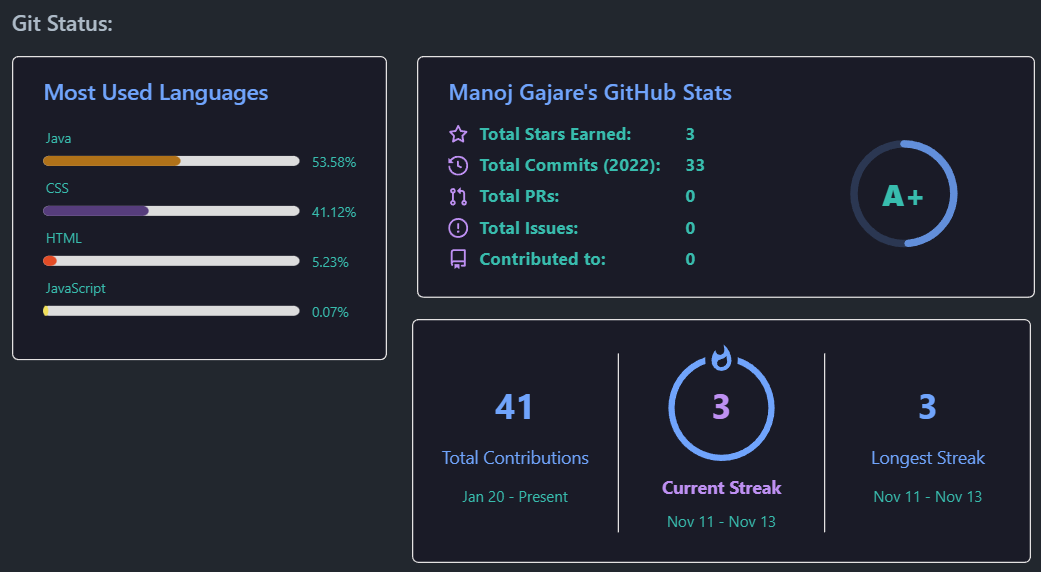 Git Status:
Most Used Languages
Java
53.58%
CSS
41.12%
HTML
5.23%
JavaScript
0.07%
Manoj Gajare's GitHub Stats
Total Stars Earned: 3
Total Commits (2022): 33
Total PRs: 0
Total Issues: 0
Contributed to: 0
A+
41
Total Contributions
Jan 20 - Present
3
Current Streak
Nov 11 - Nov 13
3
Longest Streak
Nov 11 - Nov 13